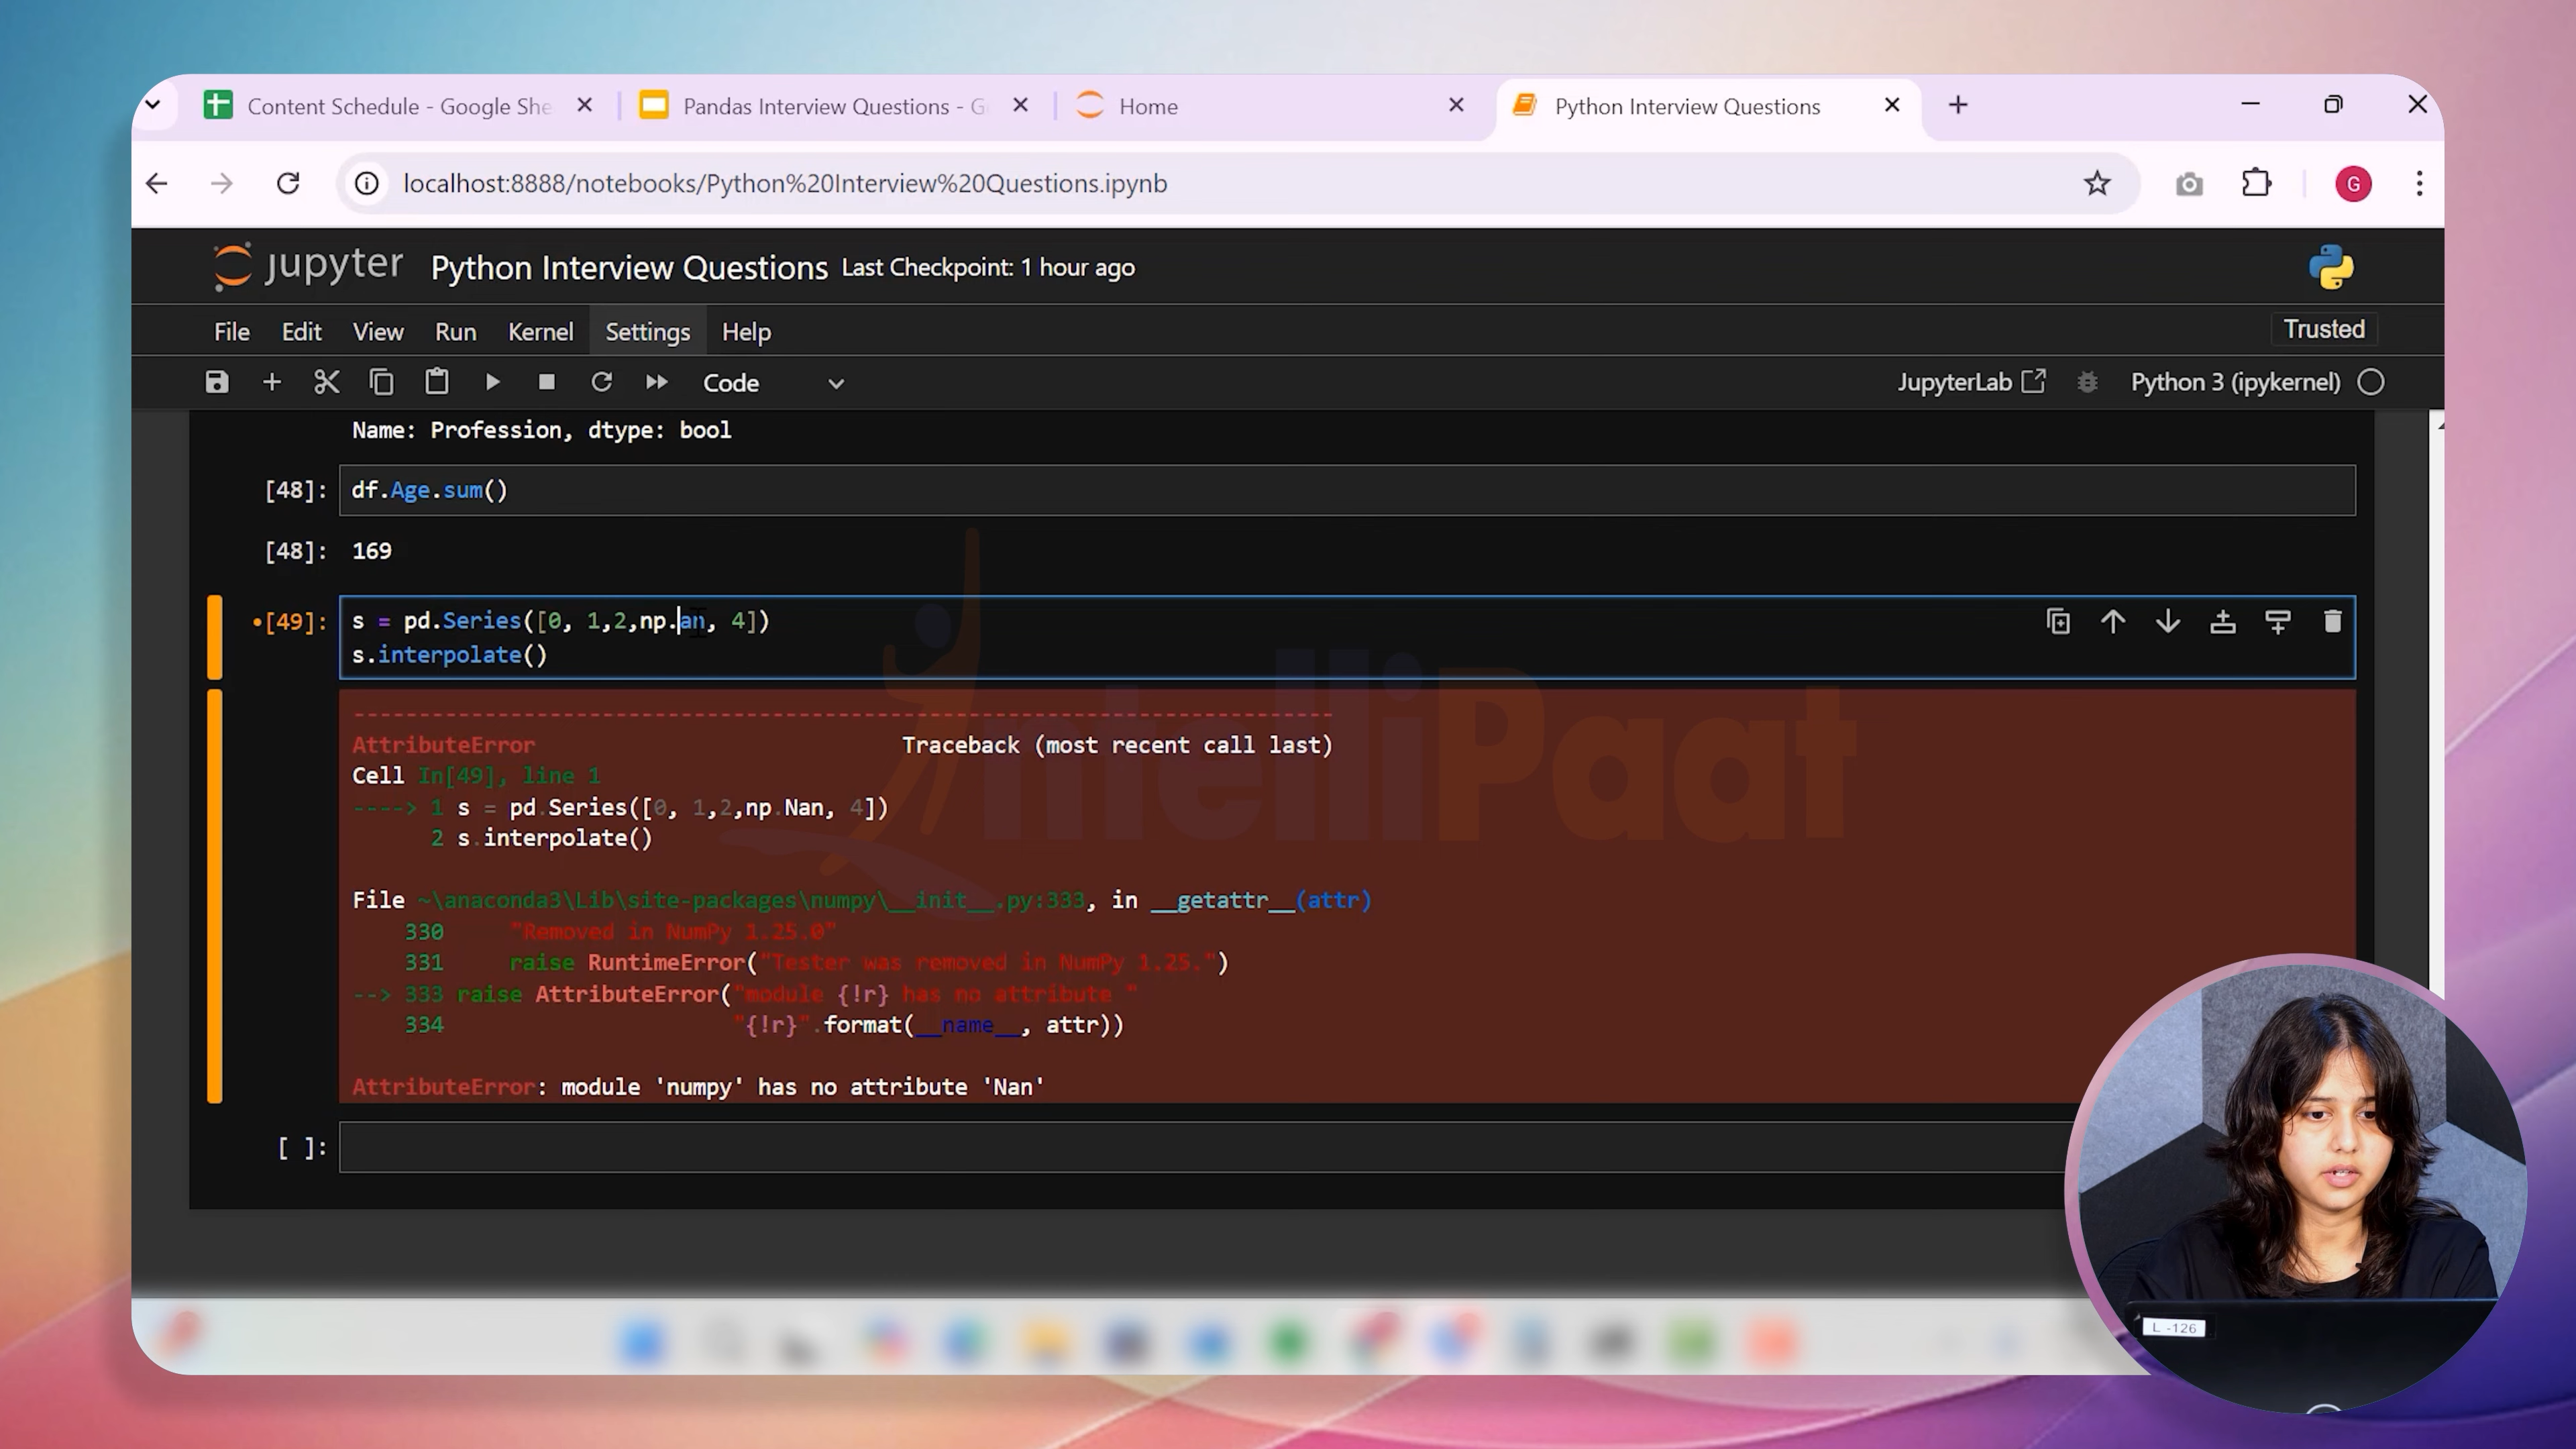 Content Schedule - Google She
Pandas Interview Questions - G
Home
Python Interview Questions
localhost:8888/notebooks/Python%20Interview%20Questions.ipynb
G
jupyter
Python Interview Questions
Last Checkpoint: 1 hour ago
File
Edit
View
Run
Kernel
Settings
Help
Trusted
Code
JupyterLab
Python 3 (ipykernel)
Name: Profession, dtype: bool
[48]:
df.Age.sum()
[48]:
169
•[49]:
s = pd.Series([0, 1,2,np.an, 4])
s.interpolate()
---------------------------------------------------------------------------
AttributeError Traceback (most recent call last)
Cell In[49], line 1
----> 1 s = pd.Series([0, 1,2,np.Nan, 4])
2 s.interpolate()
File ~\anaconda3\Lib\site-packages\numpy\__init__.py:333, in __getattr__(attr)
330 "Removed in NumPy 1.25.0"
331 raise RuntimeError("Tester was removed in NumPy 1.25.")
--> 333 raise AttributeError("module {!r} has no attribute "
334 "{!r}".format(__name__, attr))
AttributeError: module 'numpy' has no attribute 'Nan'
[ ]:
intelliPaat
L -126